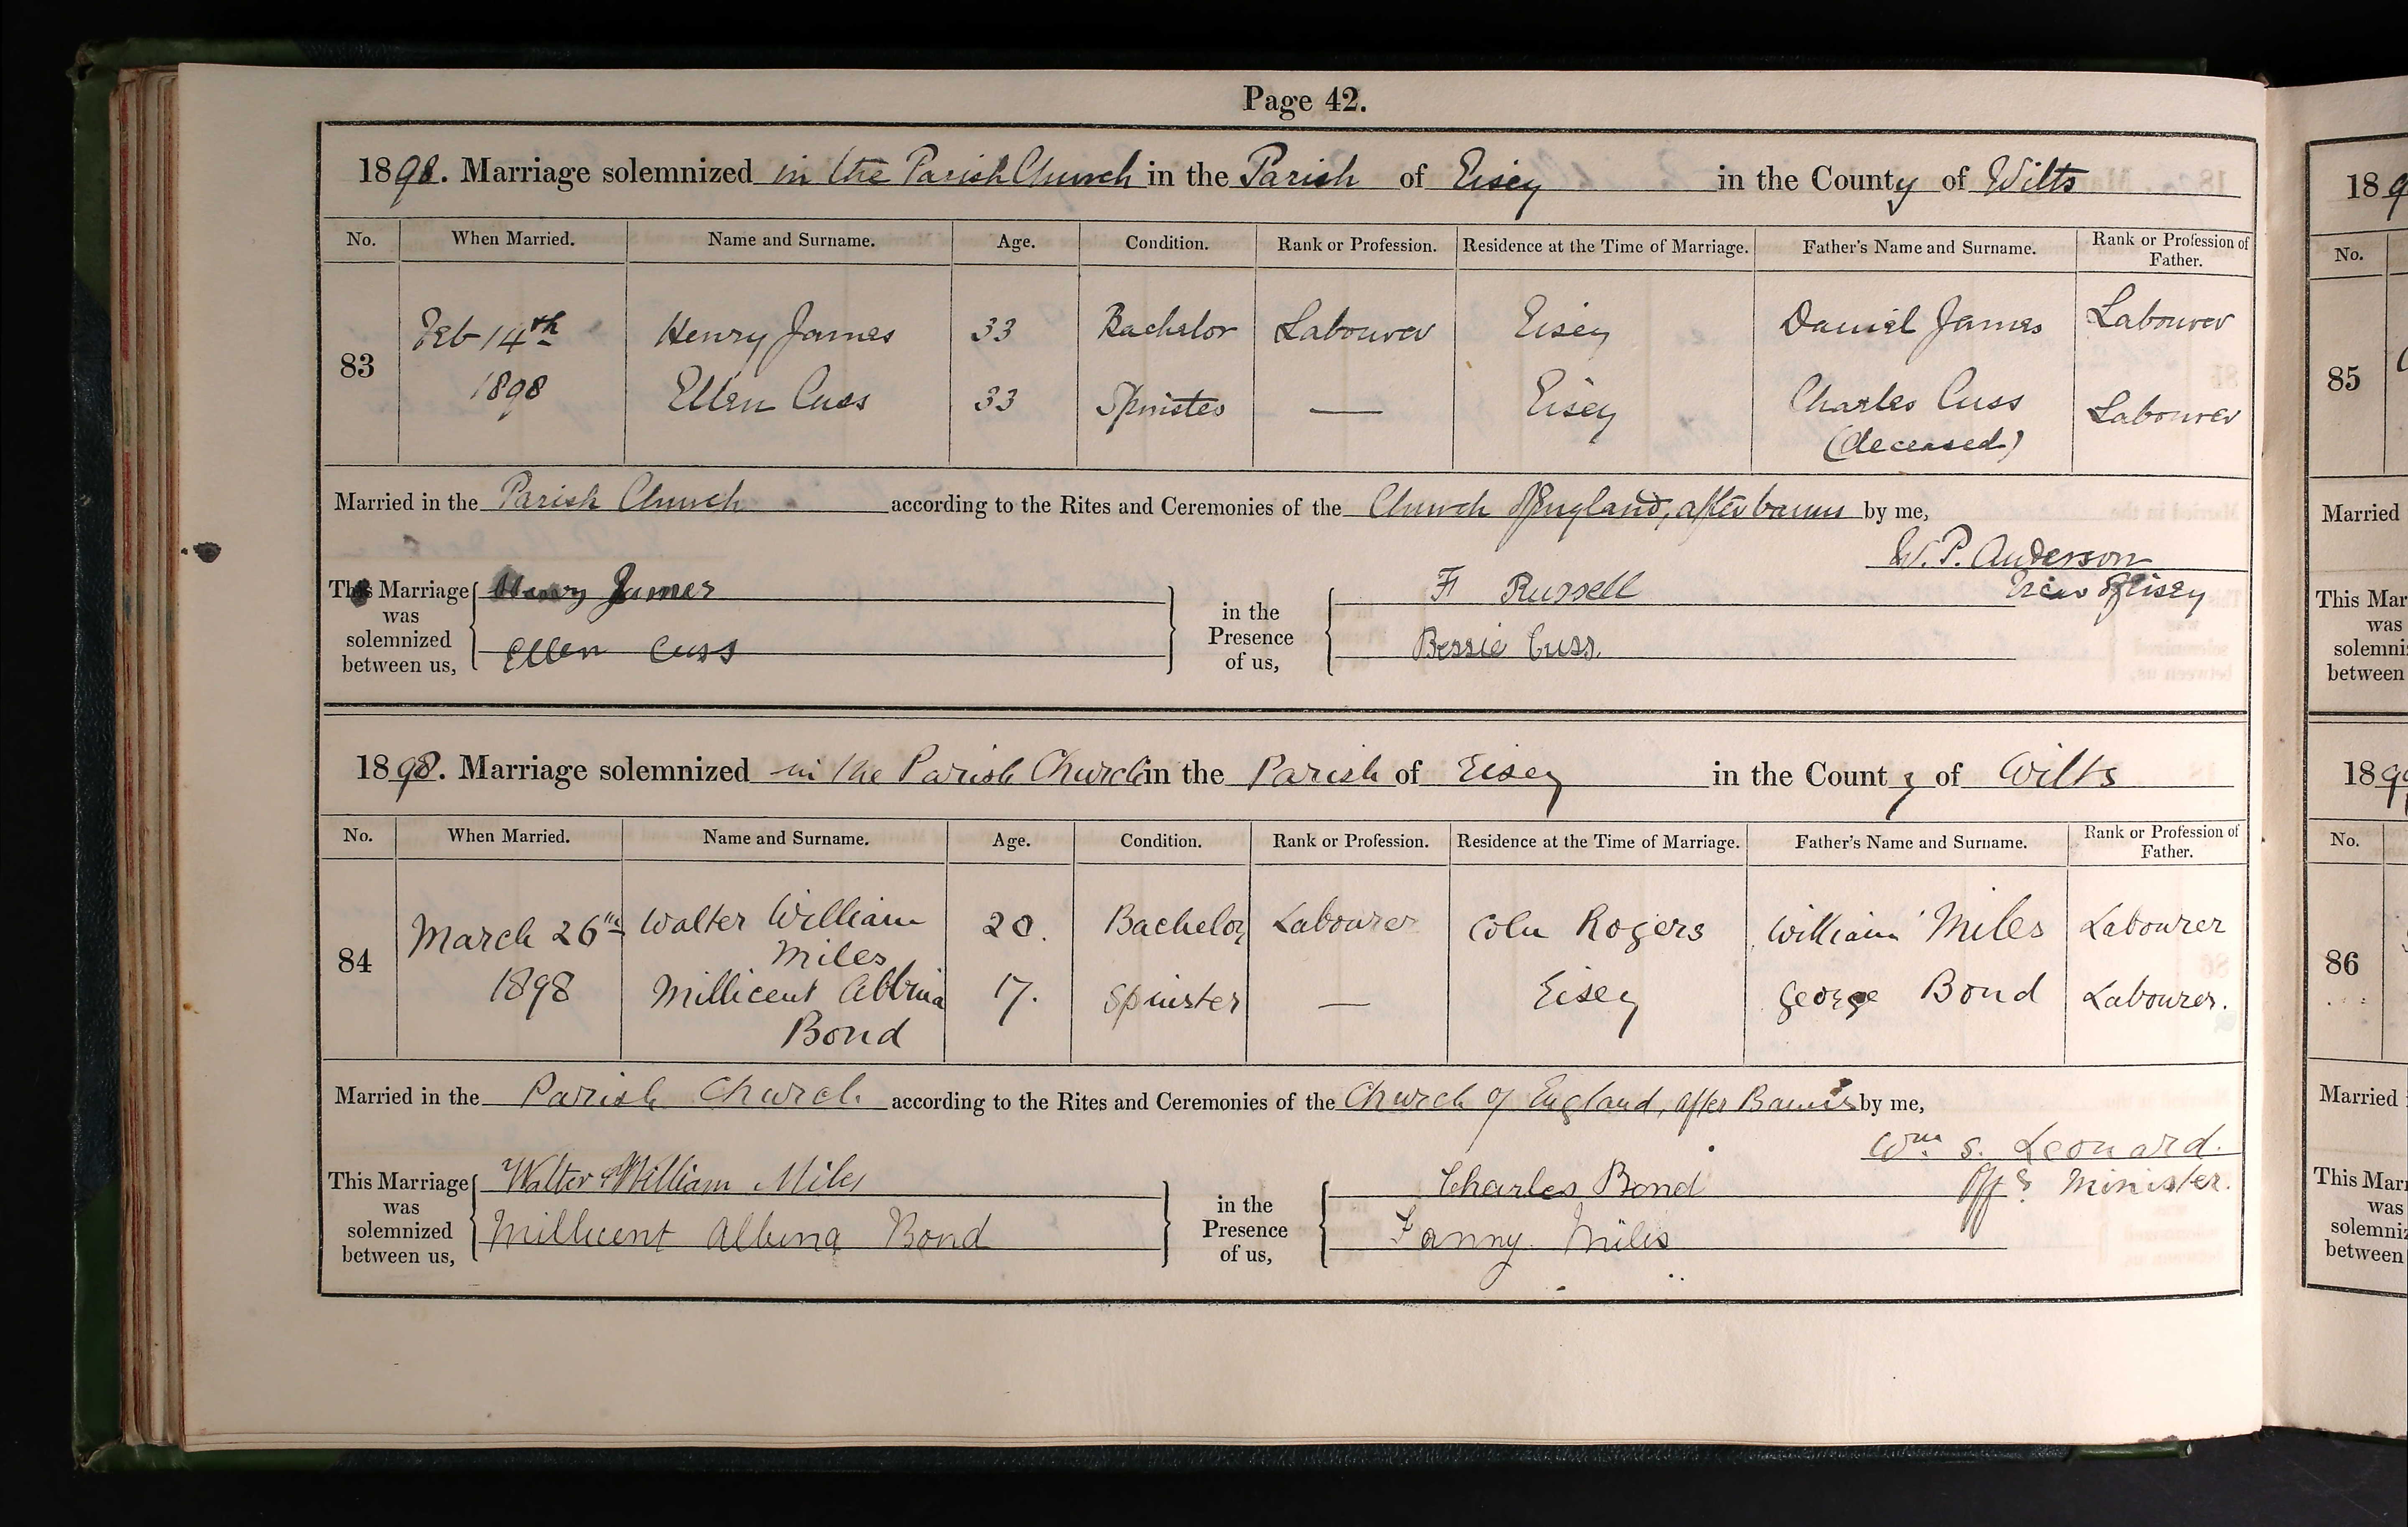 Page 42.
1898. Marriage solemnized in the Parish Church in the Parish of Eisey in the County of Wilts
No. When Married. Name and Surname. Age. Condition. Rank or Profession. Residence at the Time of Marriage. Father's Name and Surname. Rank or Profession of Father.
83 Feb 14th 1898 Henry James 33 Bachelor Labourer Eisey Daniel James Labourer
Ellen Cuss 33 Spinster — Eisey Charles Cuss (deceased) Labourer
Married in the Parish Church according to the Rites and Ceremonies of the Church of England, after banns by me,
W. P. Anderson
Vicar of Eisey
This Marriage was solemnized between us, Henry James
Ellen Cuss
in the Presence of us, F Russell
Bessie Cuss.
1898. Marriage solemnized in the Parish Church in the Parish of Eisey in the County of Wilts
No. When Married. Name and Surname. Age. Condition. Rank or Profession. Residence at the Time of Marriage. Father's Name and Surname. Rank or Profession of Father.
84 March 26th 1898 Walter William Miles 20. Bachelor Labourer Coln Rogers William Miles Labourer
Millicent Albina Bond 17. Spinster — Eisey George Bond Labourer.
Married in the Parish Church according to the Rites and Ceremonies of the Church of England, after Banns by me,
Wm. S. Leonard.
Offg Minister.
This Marriage was solemnized between us, Walter William Miles
Millicent Albina Bond
in the Presence of us, Charles Bond
Fanny Miles
189
No.
85
Married
This Mar
was
solemniz
between
189
No.
86
Married
This Marr
was
solemniz
between